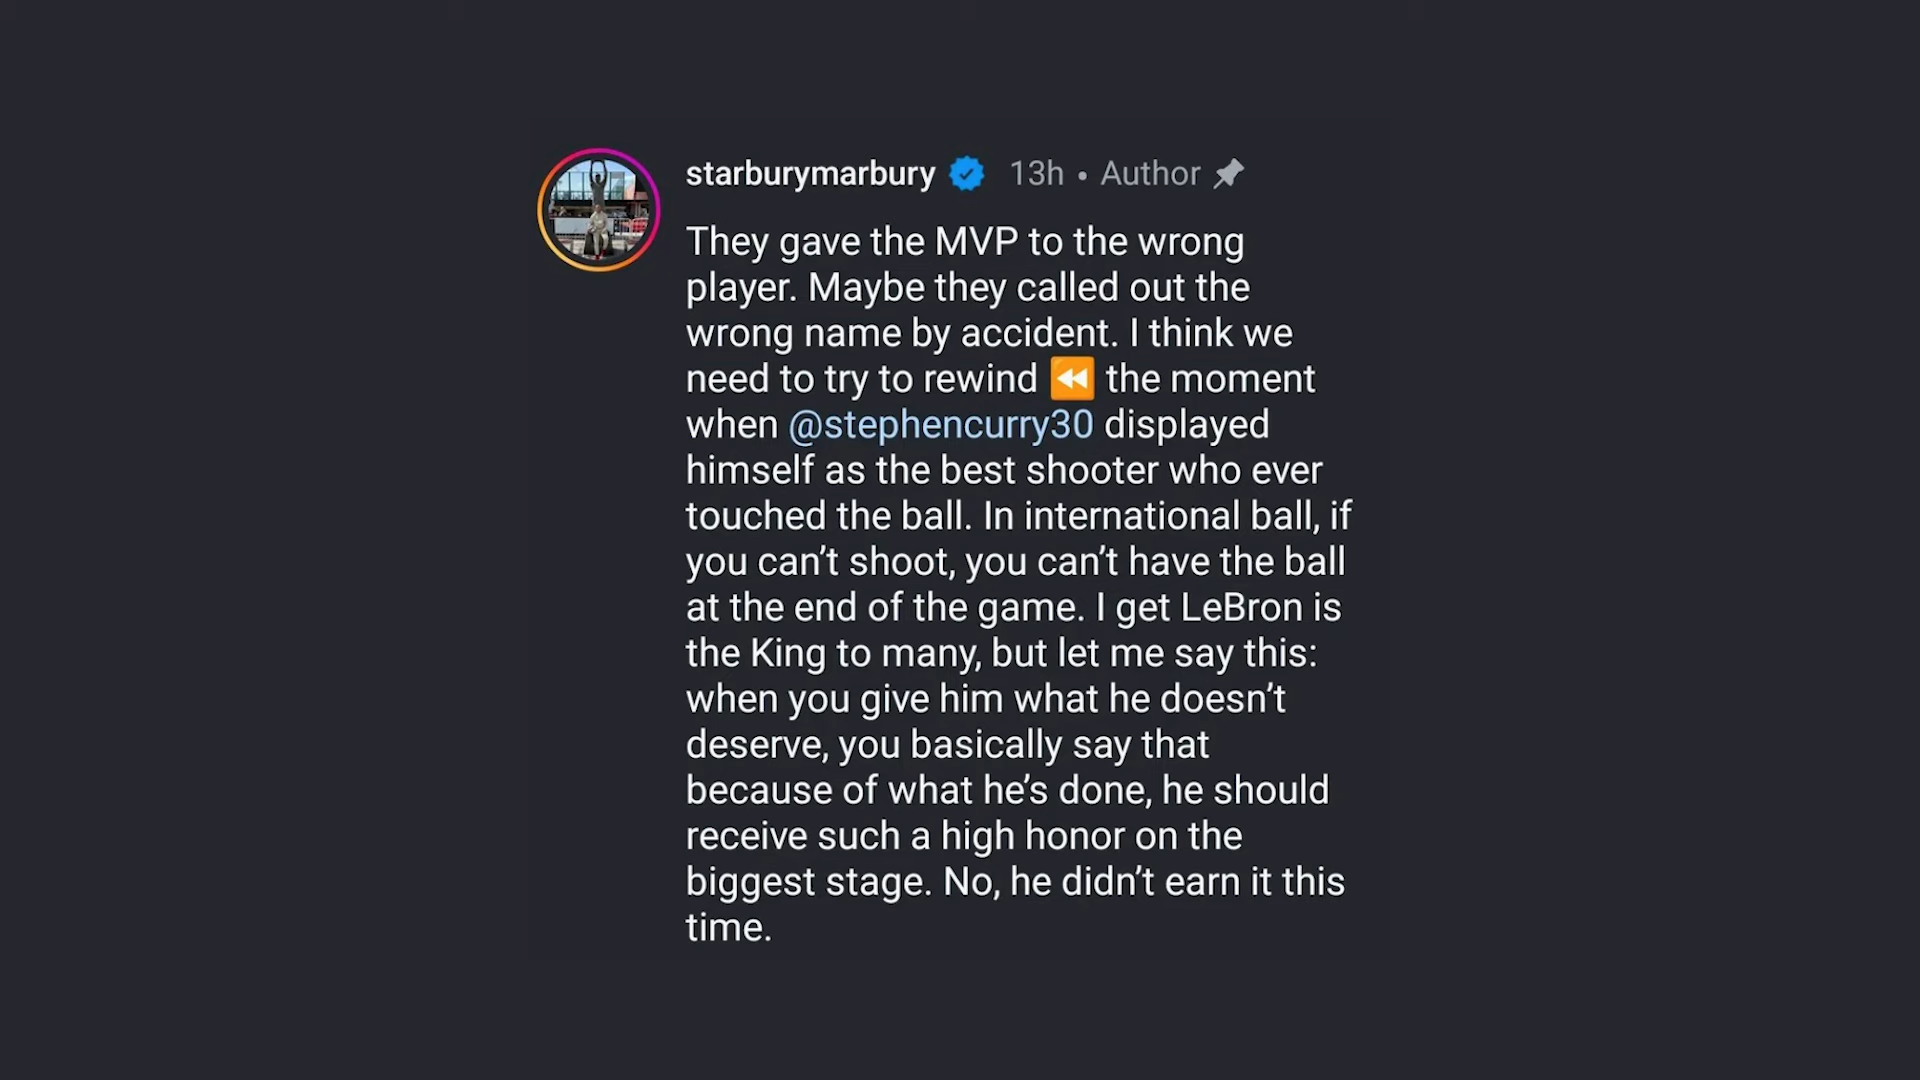 starburymarbury 13h • Author
They gave the MVP to the wrong
player. Maybe they called out the
wrong name by accident. I think we
need to try to rewind ⏪ the moment
when @stephencurry30 displayed
himself as the best shooter who ever
touched the ball. In international ball, if
you can’t shoot, you can’t have the ball
at the end of the game. I get LeBron is
the King to many, but let me say this:
when you give him what he doesn’t
deserve, you basically say that
because of what he’s done, he should
receive such a high honor on the
biggest stage. No, he didn’t earn it this
time.